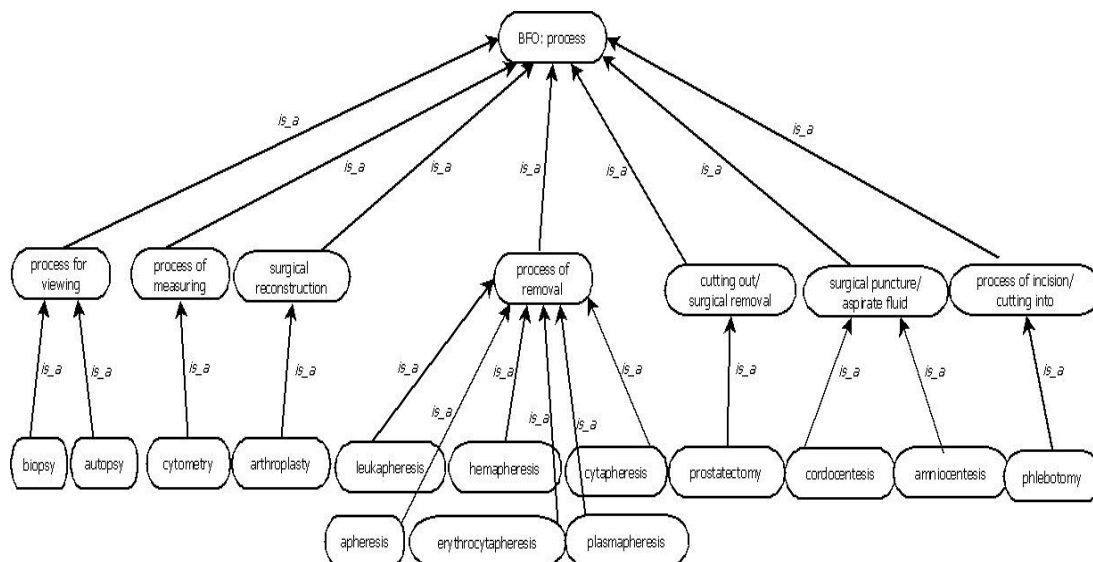 BFO: process
is_a
is_a
is_a
is_a
is_a
is_a
is_a
process for
viewing
process of
measuring
surgical
reconstruction
process of
removal
cutting out/
surgical removal
surgical puncture/
aspirate fluid
process of incision/
cutting into
is_a
is_a
is_a
is_a
is_a
is_a
is_a
is_a
is_a
is_a
is_a
is_a
is_a
is_a
biopsy
autopsy
cytometry
arthroplasty
leukapheresis
hemapheresis
cytapheresis
prostatectomy
cordocentesis
amniocentesis
phlebotomy
apheresis
erythrocytapheresis
plasmapheresis